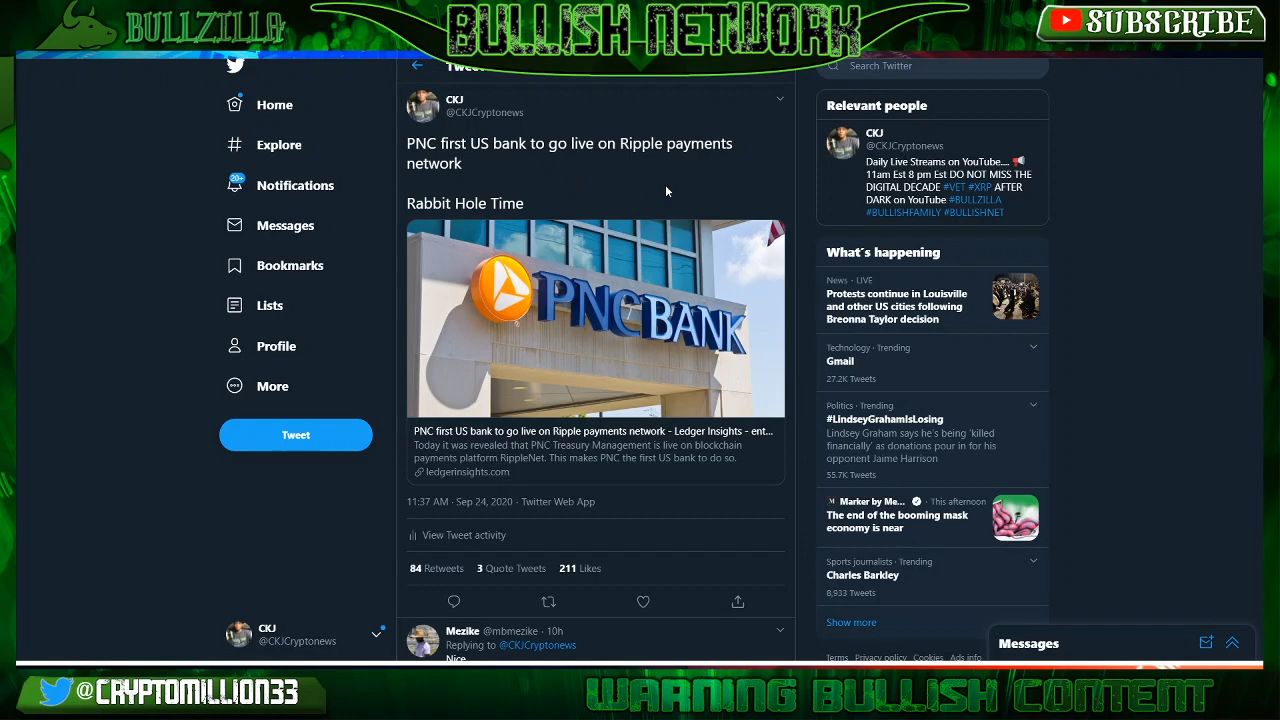 BULLZILLA
BULLISH NETWORK
SUBSCRIBE
Search Twitter
Home
Explore
20+
Notifications
Messages
Bookmarks
Lists
Profile
More
Tweet
CKJ
@CKJCryptonews
CKJ
@CKJCryptonews
PNC first US bank to go live on Ripple payments
network
Rabbit Hole Time
PNC BANK
PNC first US bank to go live on Ripple payments network - Ledger Insights - ent...
Today it was revealed that PNC Treasury Management is live on blockchain
payments platform RippleNet. This makes PNC the first US bank to do so.
ledgerinsights.com
11:37 AM · Sep 24, 2020 · Twitter Web App
View Tweet activity
84 Retweets 3 Quote Tweets 211 Likes
Mezike @mbmezike · 10h
Replying to @CKJCryptonews
Nice
Relevant people
CKJ
@CKJCryptonews
Daily Live Streams on YouTube....
11am Est 8 pm Est DO NOT MISS THE
DIGITAL DECADE #VET #XRP AFTER
DARK on YouTube #BULLZILLA
#BULLISHFAMILY #BULLISHNET
What´s happening
News · LIVE
Protests continue in Louisville
and other US cities following
Breonna Taylor decision
Technology · Trending
Gmail
27.2K Tweets
Politics · Trending
#LindseyGrahamIsLosing
Lindsey Graham says he's being 'killed
financially' as donations pour in for his
opponent Jaime Harrison
55.7K Tweets
Marker by Me... · This afternoon
The end of the booming mask
economy is near
Sports journalists · Trending
Charles Barkley
8,933 Tweets
Show more
Terms Privacy policy Cookies Ads info
Messages
@CRYPTOMILLION33
WARNING BULLISH CONTENT